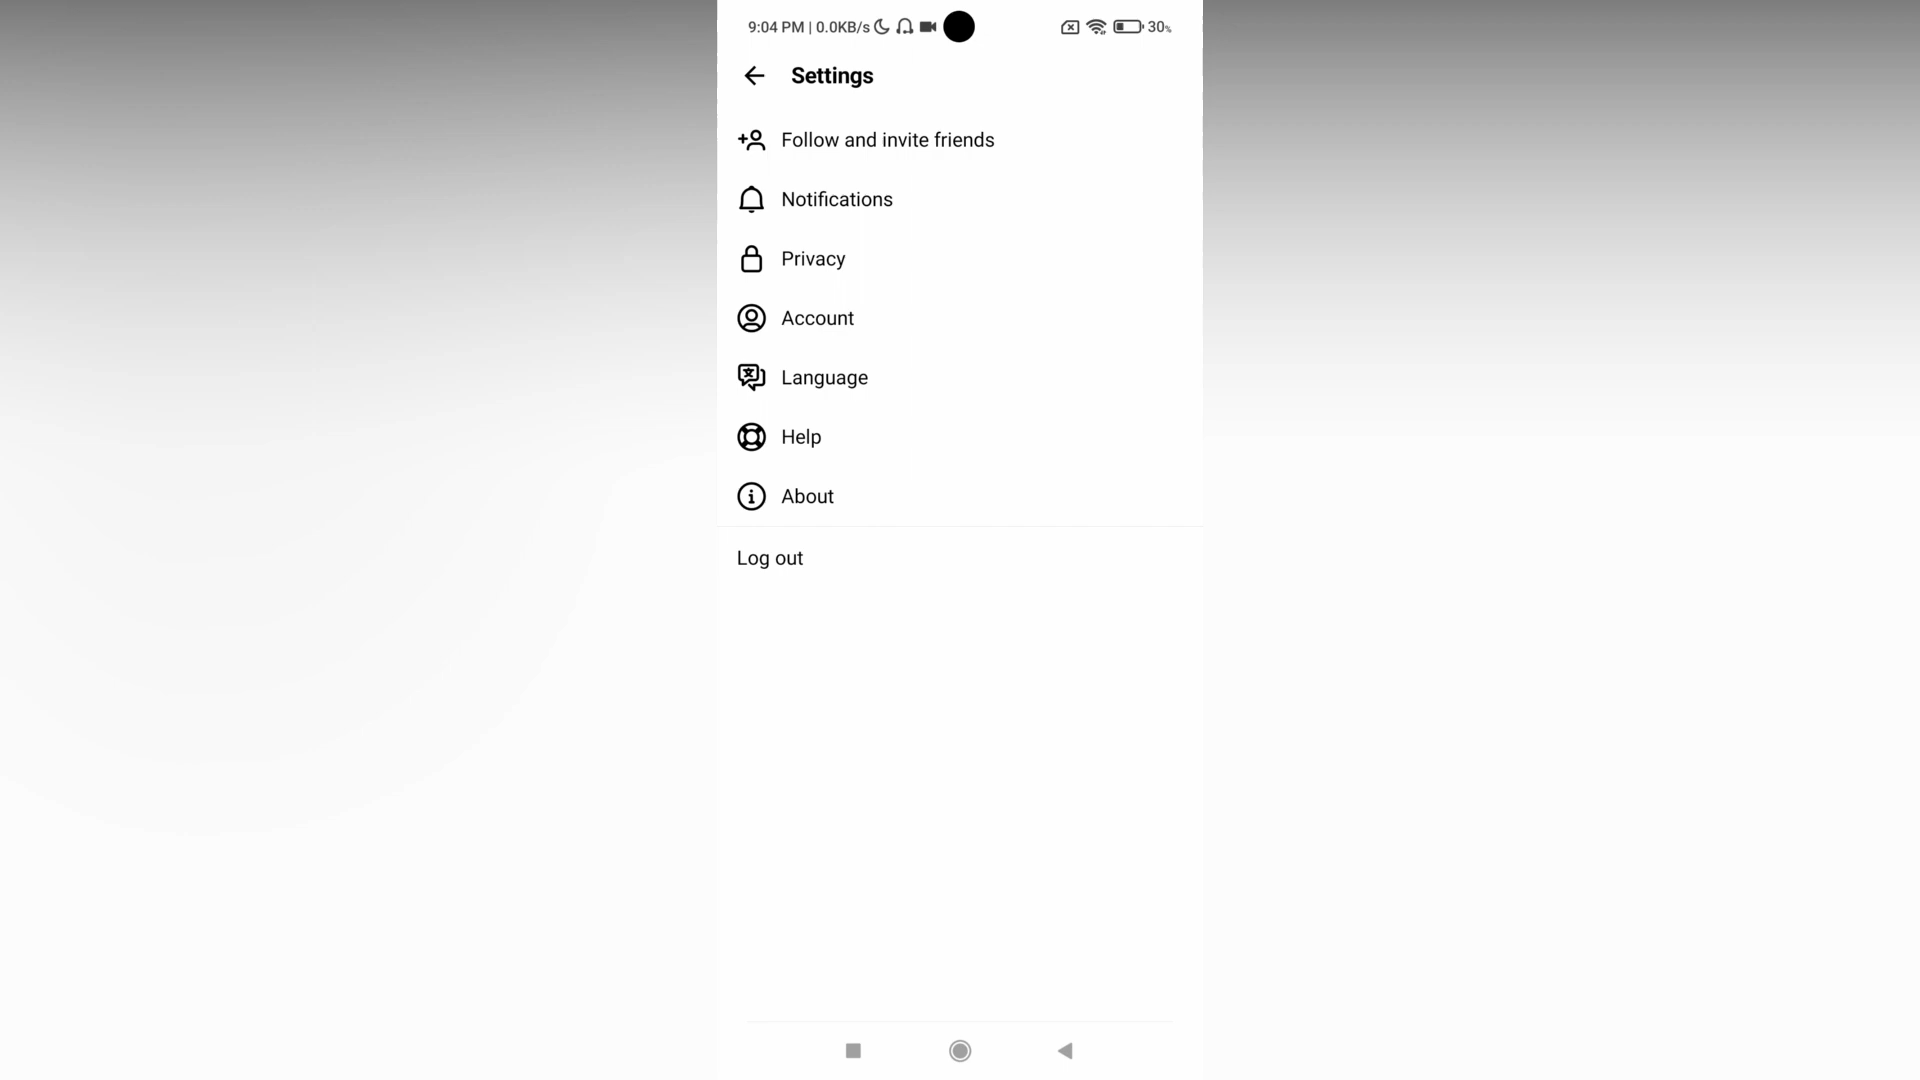 9:04 PM | 0.0KB/s 30%
Settings
Follow and invite friends
Notifications
Privacy
Account
Language
Help
About
Log out